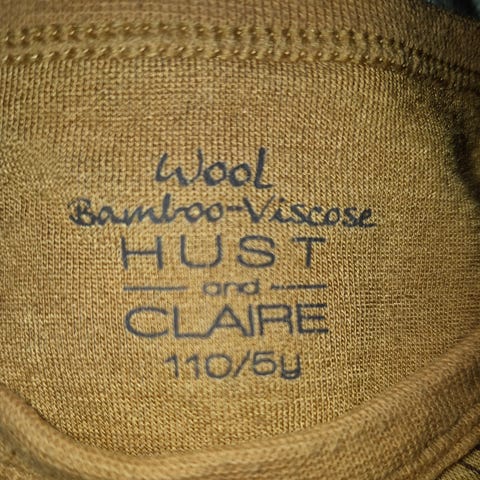 Wool
Bamboo-Viscose
HUST
and
CLAIRE
110/5y